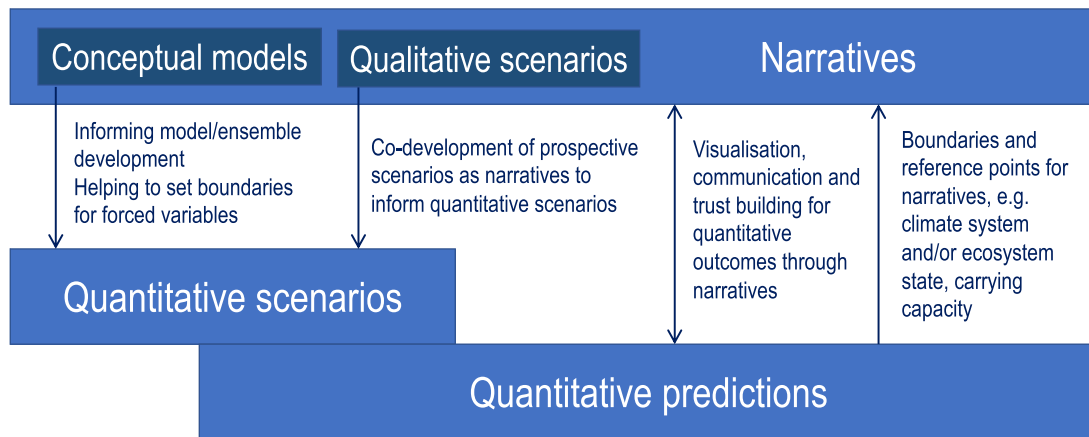 Conceptual models
Qualitative scenarios
Narratives
Informing model/ensemble
development
Helping to set boundaries
for forced variables
Co-development of prospective
scenarios as narratives to
inform quantitative scenarios
Visualisation,
communication and
trust building for
quantitative
outcomes through
narratives
Boundaries and
reference points for
narratives, e.g.
climate system
and/or ecosystem
state, carrying
capacity
Quantitative scenarios
Quantitative predictions